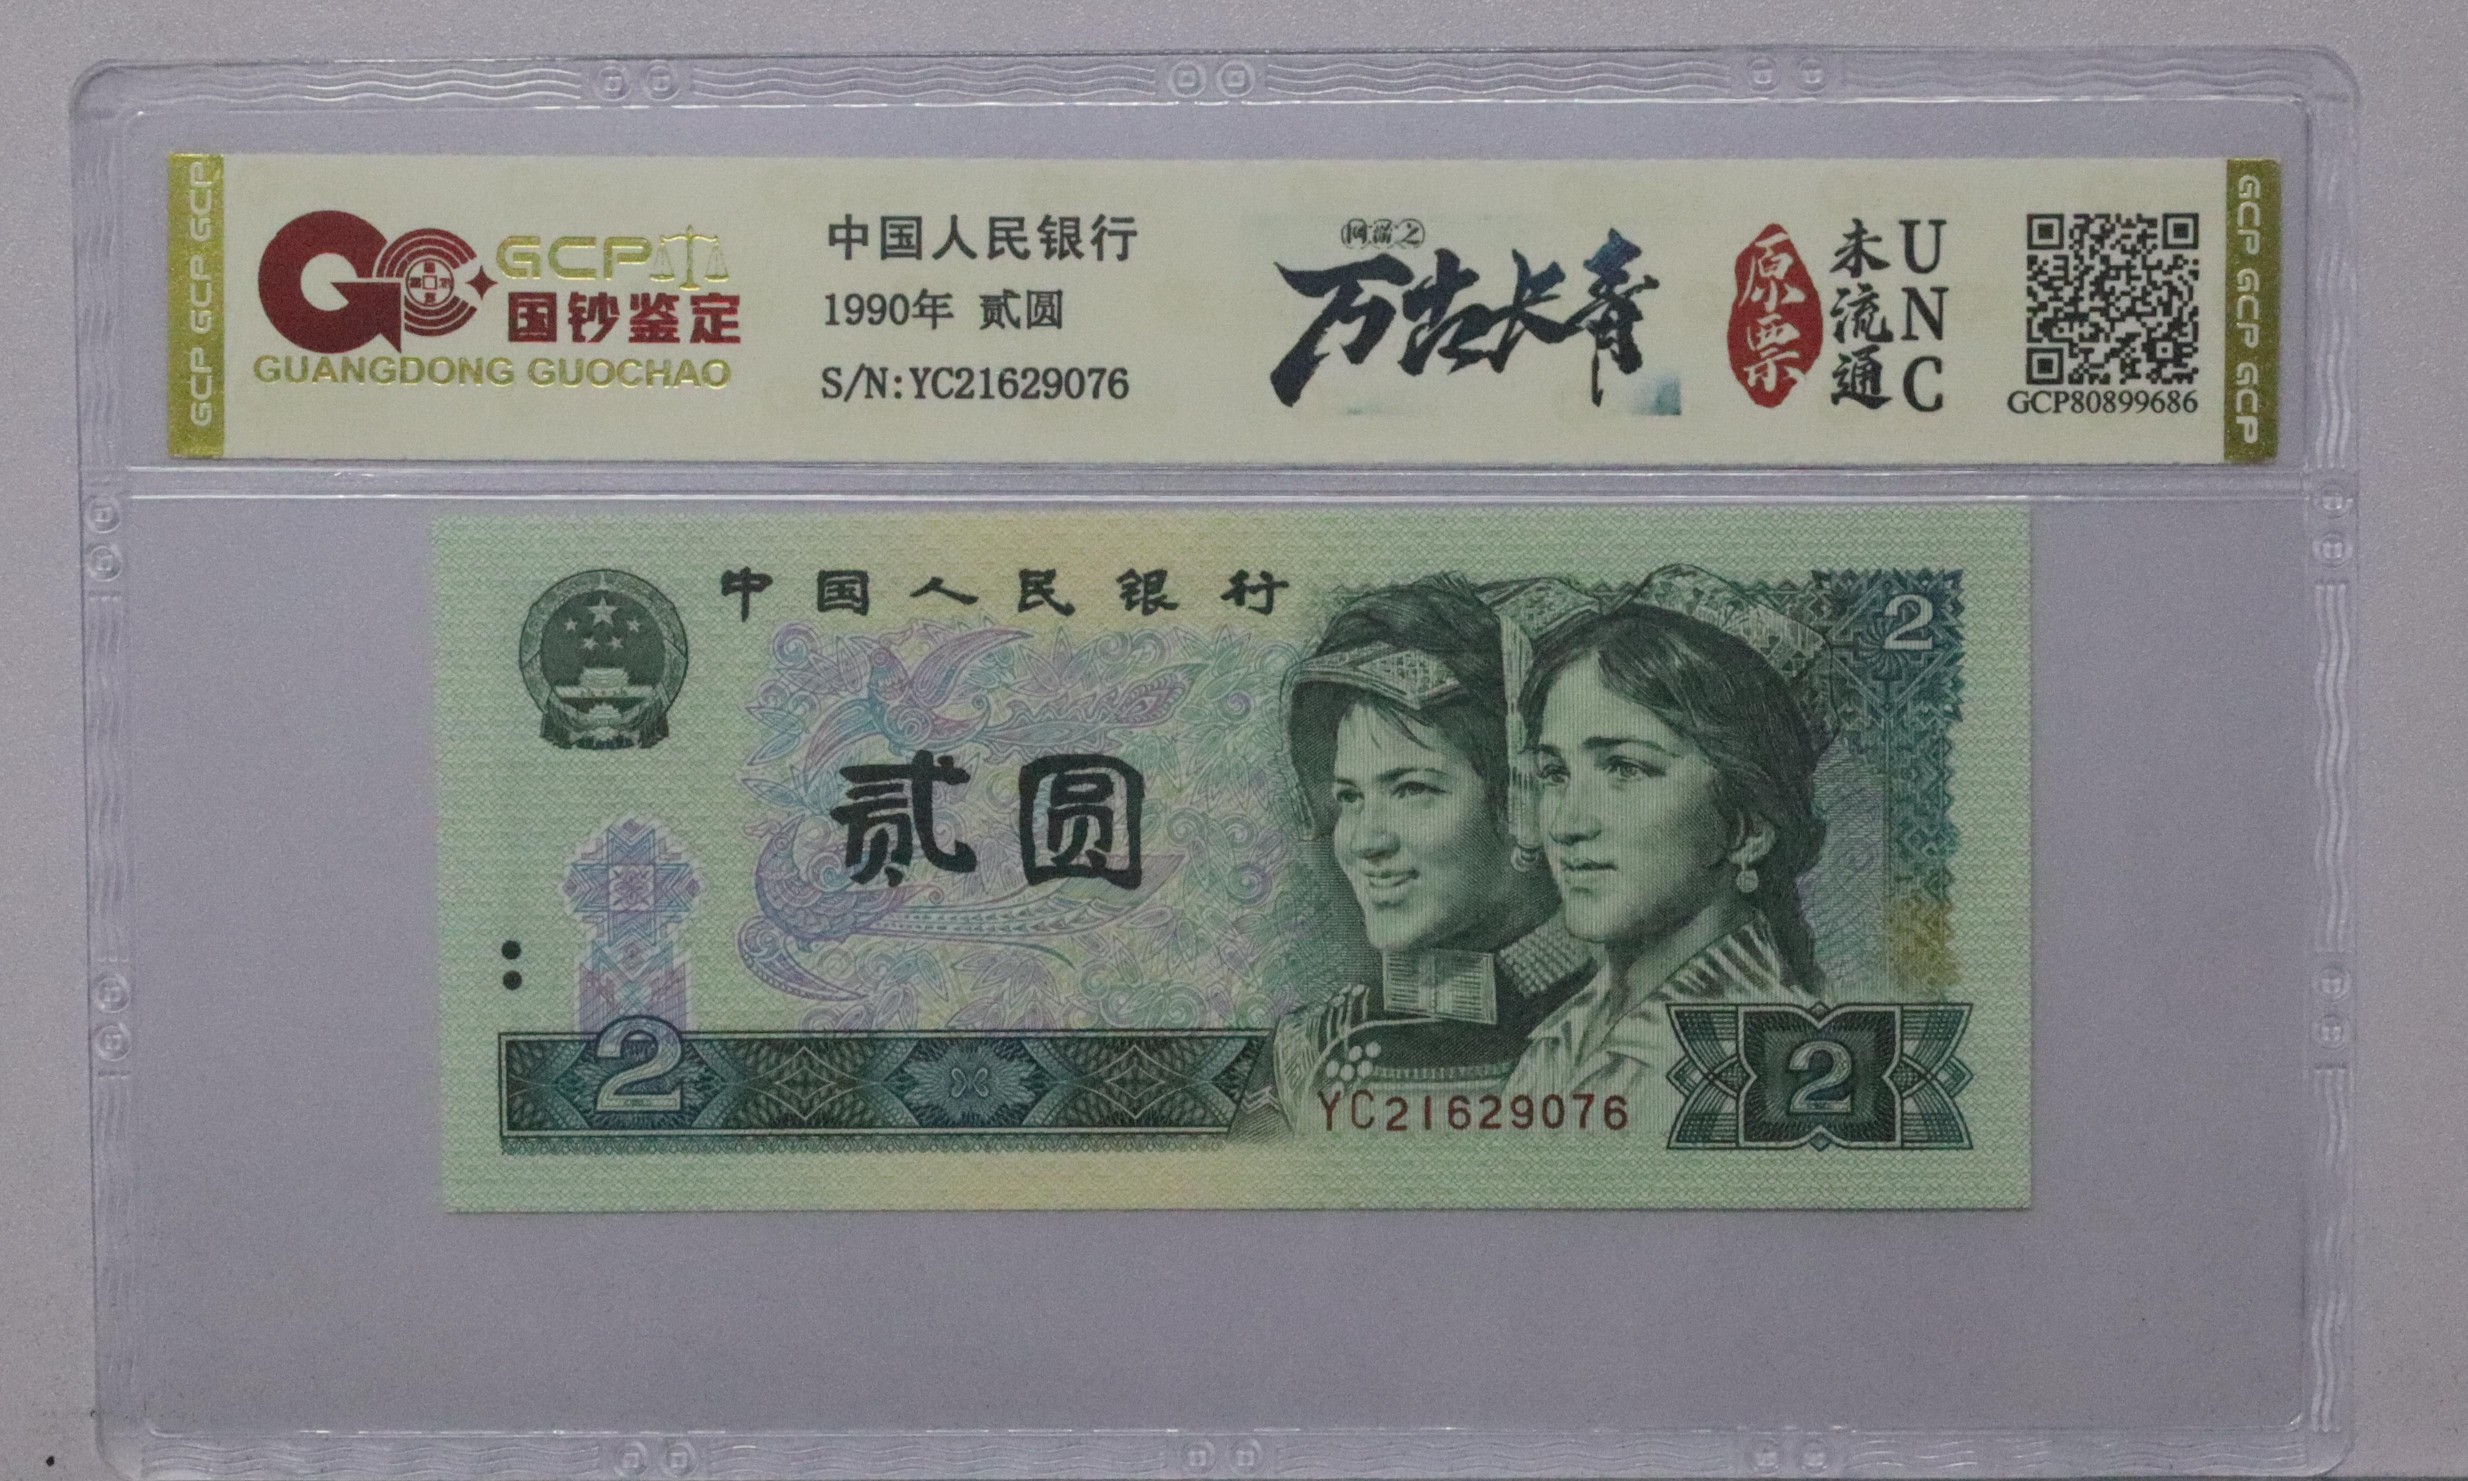 GCP GCP GCP
GCP
国钞鉴定
GUANGDONG GUOCHAO
中国人民银行
1990年 贰圆
S/N:YC21629076
万古长青
原票
未流通
UNC
GCP80899686
GCP GCP GCP
中国人民银行
2
贰圆
2
YC21629076
2